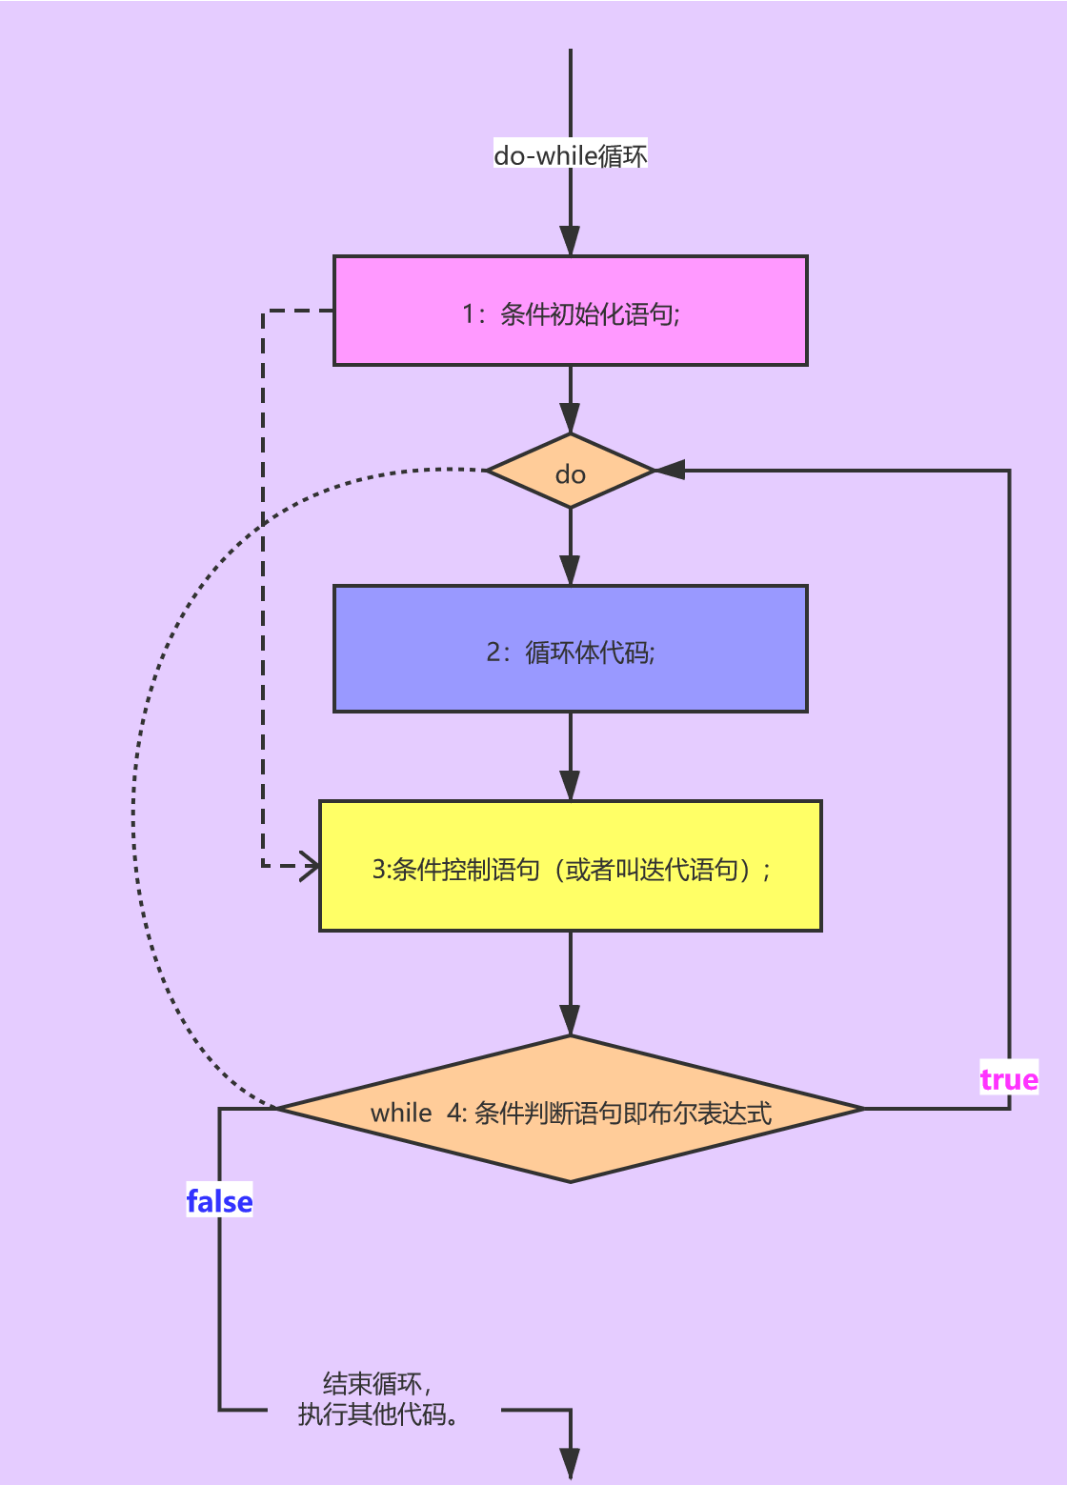 do-while循环
1：条件初始化语句;
do
2：循环体代码;
3:条件控制语句（或者叫迭代语句）;
true
while 4: 条件判断语句即布尔表达式
false
结束循环，
执行其他代码。